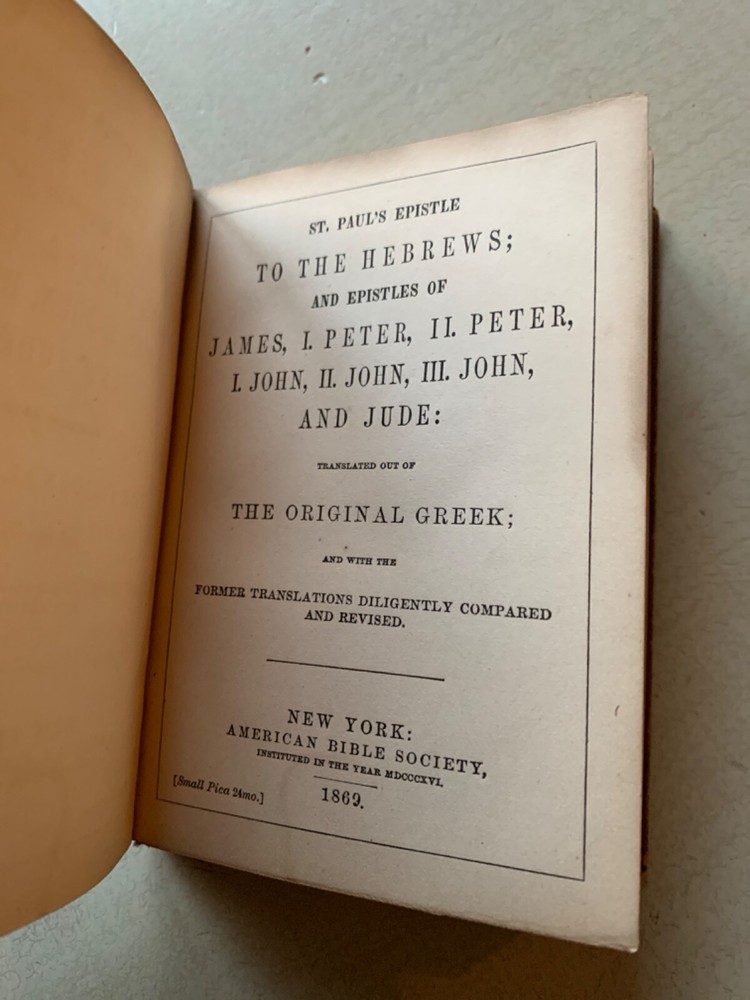 ST. PAUL'S EPISTLE
TO THE HEBREWS;
AND EPISTLES OF
JAMES, I. PETER, II. PETER,
I. JOHN, II. JOHN, III. JOHN,
AND JUDE:
TRANSLATED OUT OF
THE ORIGINAL GREEK;
AND WITH THE
FORMER TRANSLATIONS DILIGENTLY COMPARED
AND REVISED.
NEW YORK:
AMERICAN BIBLE SOCIETY,
INSTITUTED IN THE YEAR MDCCCXVI.
1869.
[Small Pica 24mo.]